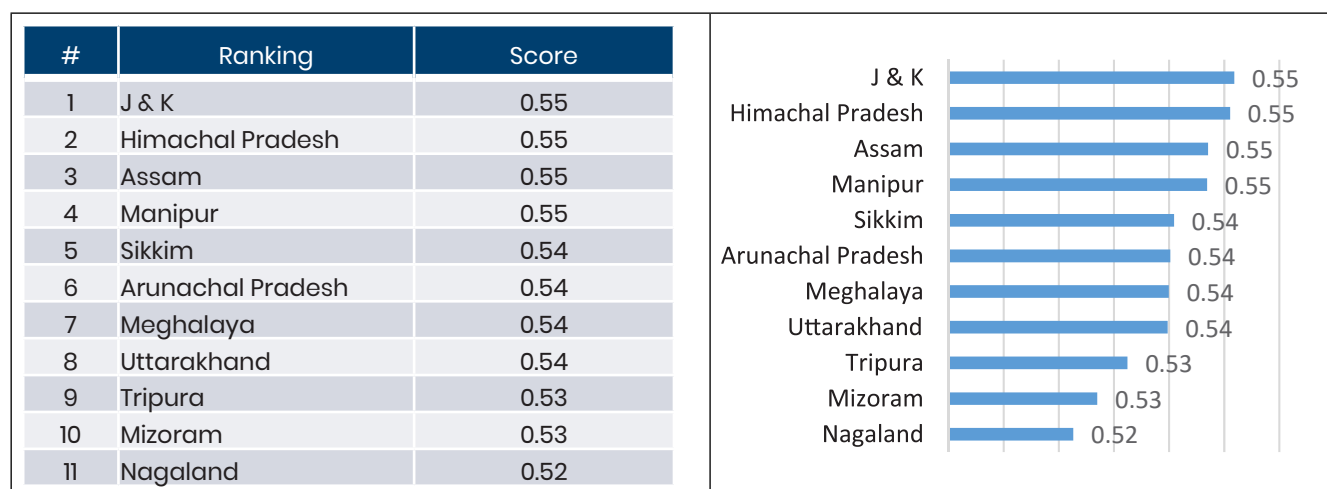 # Ranking Score
1 J & K 0.55
2 Himachal Pradesh 0.55
3 Assam 0.55
4 Manipur 0.55
5 Sikkim 0.54
6 Arunachal Pradesh 0.54
7 Meghalaya 0.54
8 Uttarakhand 0.54
9 Tripura 0.53
10 Mizoram 0.53
11 Nagaland 0.52
J & K 0.55
Himachal Pradesh 0.55
Assam 0.55
Manipur 0.55
Sikkim 0.54
Arunachal Pradesh 0.54
Meghalaya 0.54
Uttarakhand 0.54
Tripura 0.53
Mizoram 0.53
Nagaland 0.52